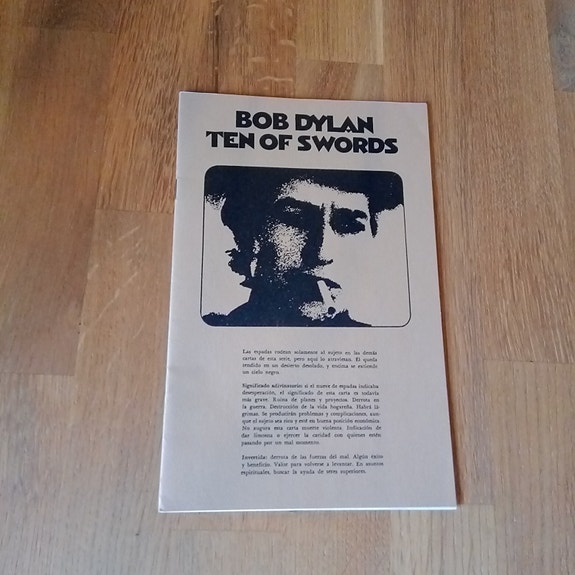 BOB DYLAN
TEN OF SWORDS
Las espadas rodean solamente al sujeto en las demás
cartas de esta serie, pero aquí lo atraviesan. El queda
tendido en un desierto desolado, y encima se extiende
un cielo negro.
Significado adivinatorio: si el nueve de espadas indicaba
desesperación, el significado de esta carta es todavía
más grave. Ruina de planes y proyectos. Derrota en
la guerra. Destrucción de la vida hogareña. Habrá lá-
grimas. Se producirán problemas y complicaciones, aun-
que el sujeto sea rico y esté en buena posición económica.
No augura esta carta muerte violenta. Indicación de
dar limosna o ejercer la caridad con quienes estén
pasando por un mal momento.
Invertida: derrota de las fuerzas del mal. Algún éxito
y beneficio. Valor para volverse a levantar. En asuntos
espirituales, buscar la ayuda de seres superiores.